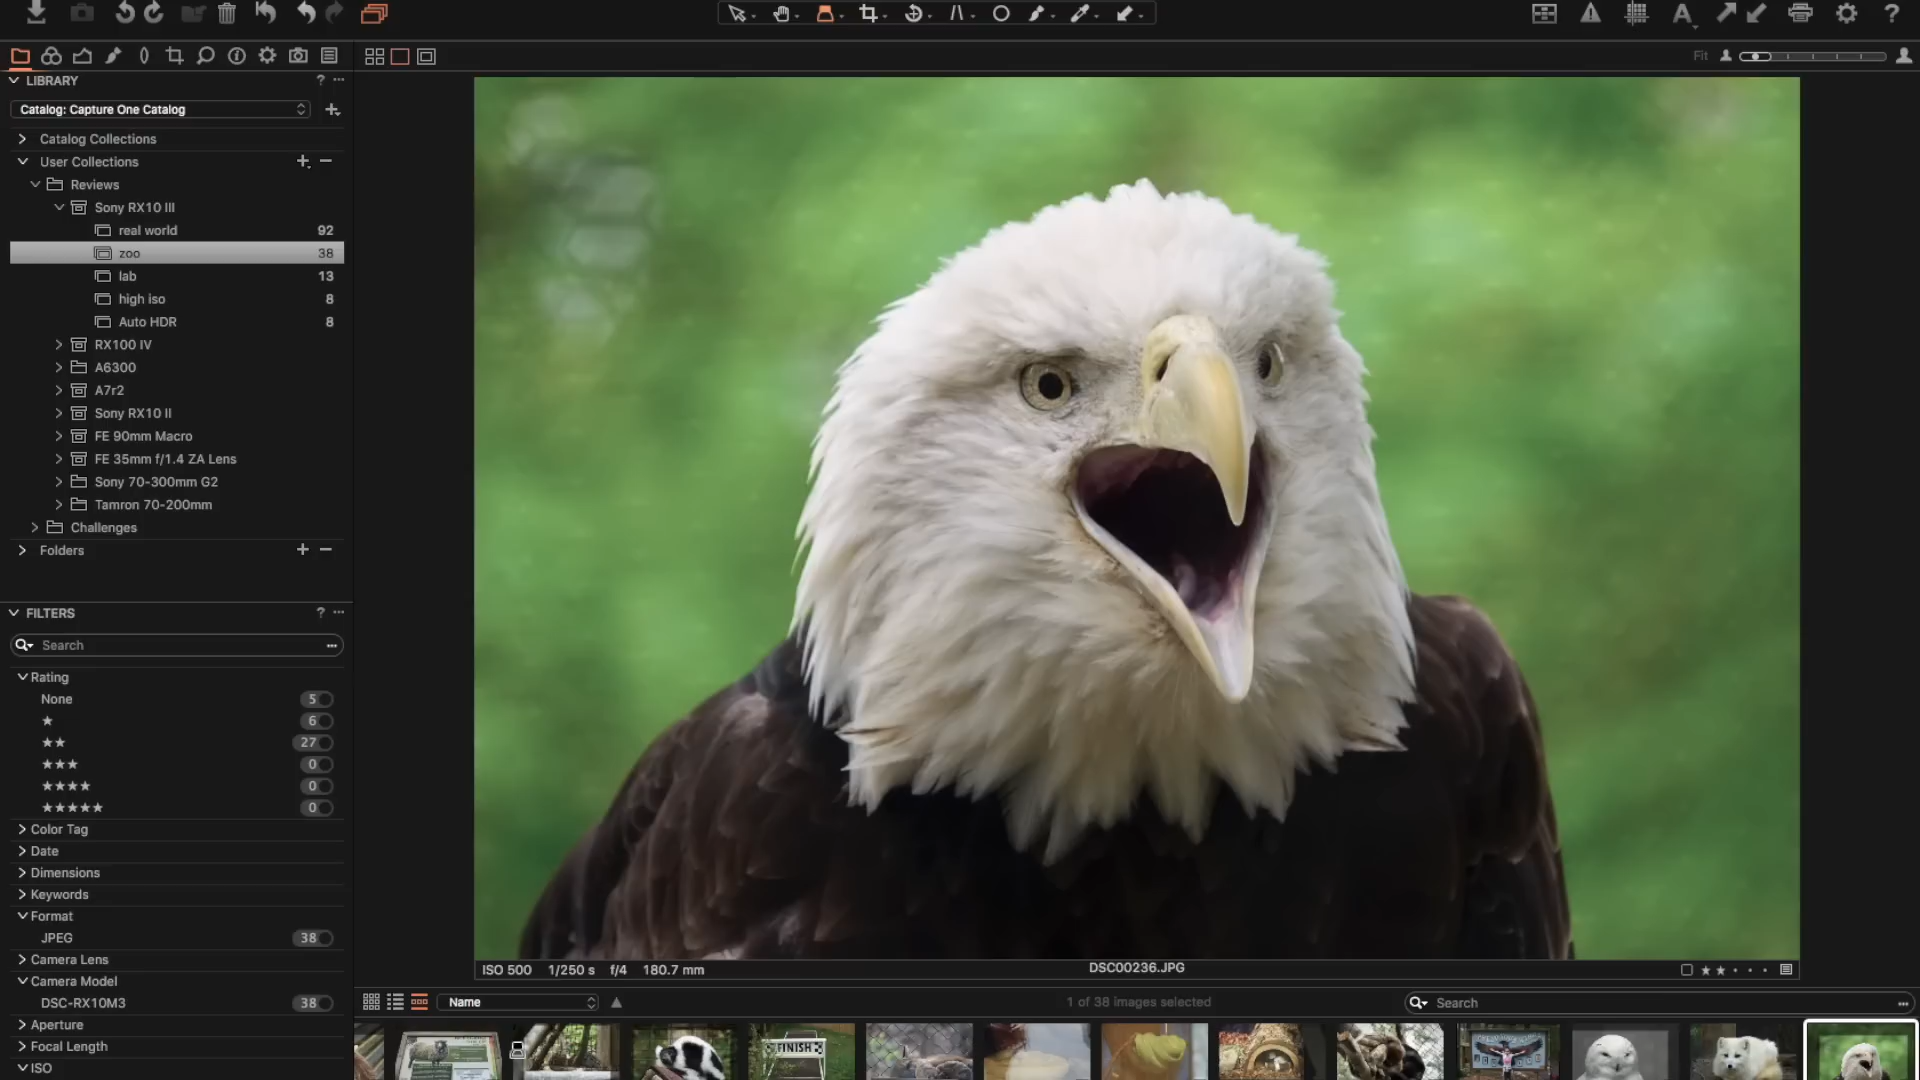 Fit
LIBRARY
Catalog: Capture One Catalog
Catalog Collections
User Collections
Reviews
Sony RX10 III
real world 92
zoo 38
lab 13
high iso 8
Auto HDR 8
RX100 IV
A6300
A7r2
Sony RX10 II
FE 90mm Macro
FE 35mm f/1.4 ZA Lens
Sony 70-300mm G2
Tamron 70-200mm
Challenges
Folders
FILTERS
Search
Rating
None 5
★ 6
★★ 27
★★★ 0
★★★★ 0
★★★★★ 0
Color Tag
Date
Dimensions
Keywords
Format
JPEG 38
Camera Lens
Camera Model
DSC-RX10M3 38
Aperture
Focal Length
ISO
ISO 500 1/250 s f/4 180.7 mm DSC00236.JPG
Name 1 of 38 images selected Search
FINISH